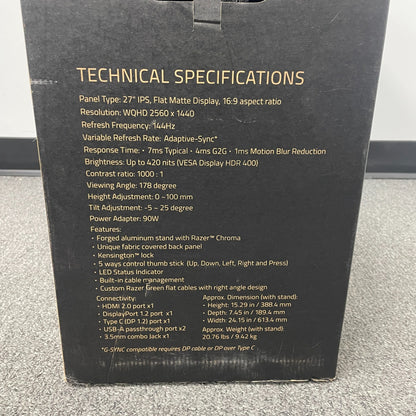 TECHNICAL SPECIFICATIONS
Panel Type: 27" IPS, Flat Matte Display, 16:9 aspect ratio
Resolution: WQHD 2560 x 1440
Refresh Frequency: 144Hz
Variable Refresh Rate: Adaptive-Sync*
Response Time: • 7ms Typical • 4ms G2G • 1ms Motion Blur Reduction
Brightness: Up to 420 nits (VESA Display HDR 400)
Contrast ratio: 1000 : 1
Viewing Angle: 178 degree
Height Adjustment: 0 ~100 mm
Tilt Adjustment: -5 ~ 25 degree
Power Adapter: 90W
Features:
• Forged aluminum stand with Razer™ Chroma
• Unique fabric covered back panel
• Kensington™ lock
• 5 ways control thumb stick (Up, Down, Left, Right and Press)
• LED Status Indicator
• Built-in cable management
• Custom Razer Green flat cables with right angle design
Connectivity:
• HDMI 2.0 port x1
• DisplayPort 1.2 port x1
• Type C (DP 1.2) port x1
• USB-A passthrough port x2
• 3.5mm combo Jack x1
Approx. Dimension (with stand):
• Height: 15.29 in / 388.4 mm
• Depth: 7.45 in / 189.4 mm
• Width: 24.15 in / 613.4 mm
Approx. Weight (with stand):
20.76 lbs / 9.42 kg
*G-SYNC compatible requires DP cable or DP over Type C